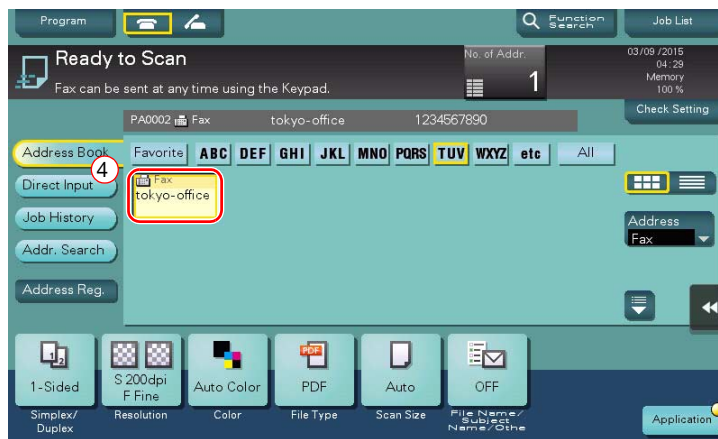 Program
Function
Search
Job List
Ready to Scan
Fax can be sent at any time using the Keypad.
No. of Addr.
1
03/09 /2015
04:29
Memory
100 %
Check Setting
PA0002 Fax tokyo-office 1234567890
Address Book
Favorite ABC DEF GHI JKL MNO PQRS TUV WXYZ etc All
4
Direct Input
Fax
tokyo-office
Job History
Address
Fax
Addr. Search
Address Reg.
1 2
1-Sided
S 200dpi
F Fine
Auto Color
PDF
PDF
Auto
OFF
Simplex/
Duplex
Resolution
Color
File Type
Scan Size
File Name/
Subject
Name/Othe
Application